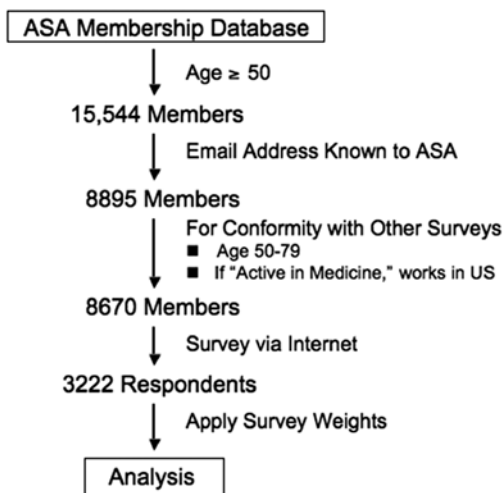 ASA Membership Database
Age ≥ 50
15,544 Members
Email Address Known to ASA
8895 Members
For Conformity with Other Surveys
■ Age 50-79
■ If "Active in Medicine," works in US
8670 Members
Survey via Internet
3222 Respondents
Apply Survey Weights
Analysis